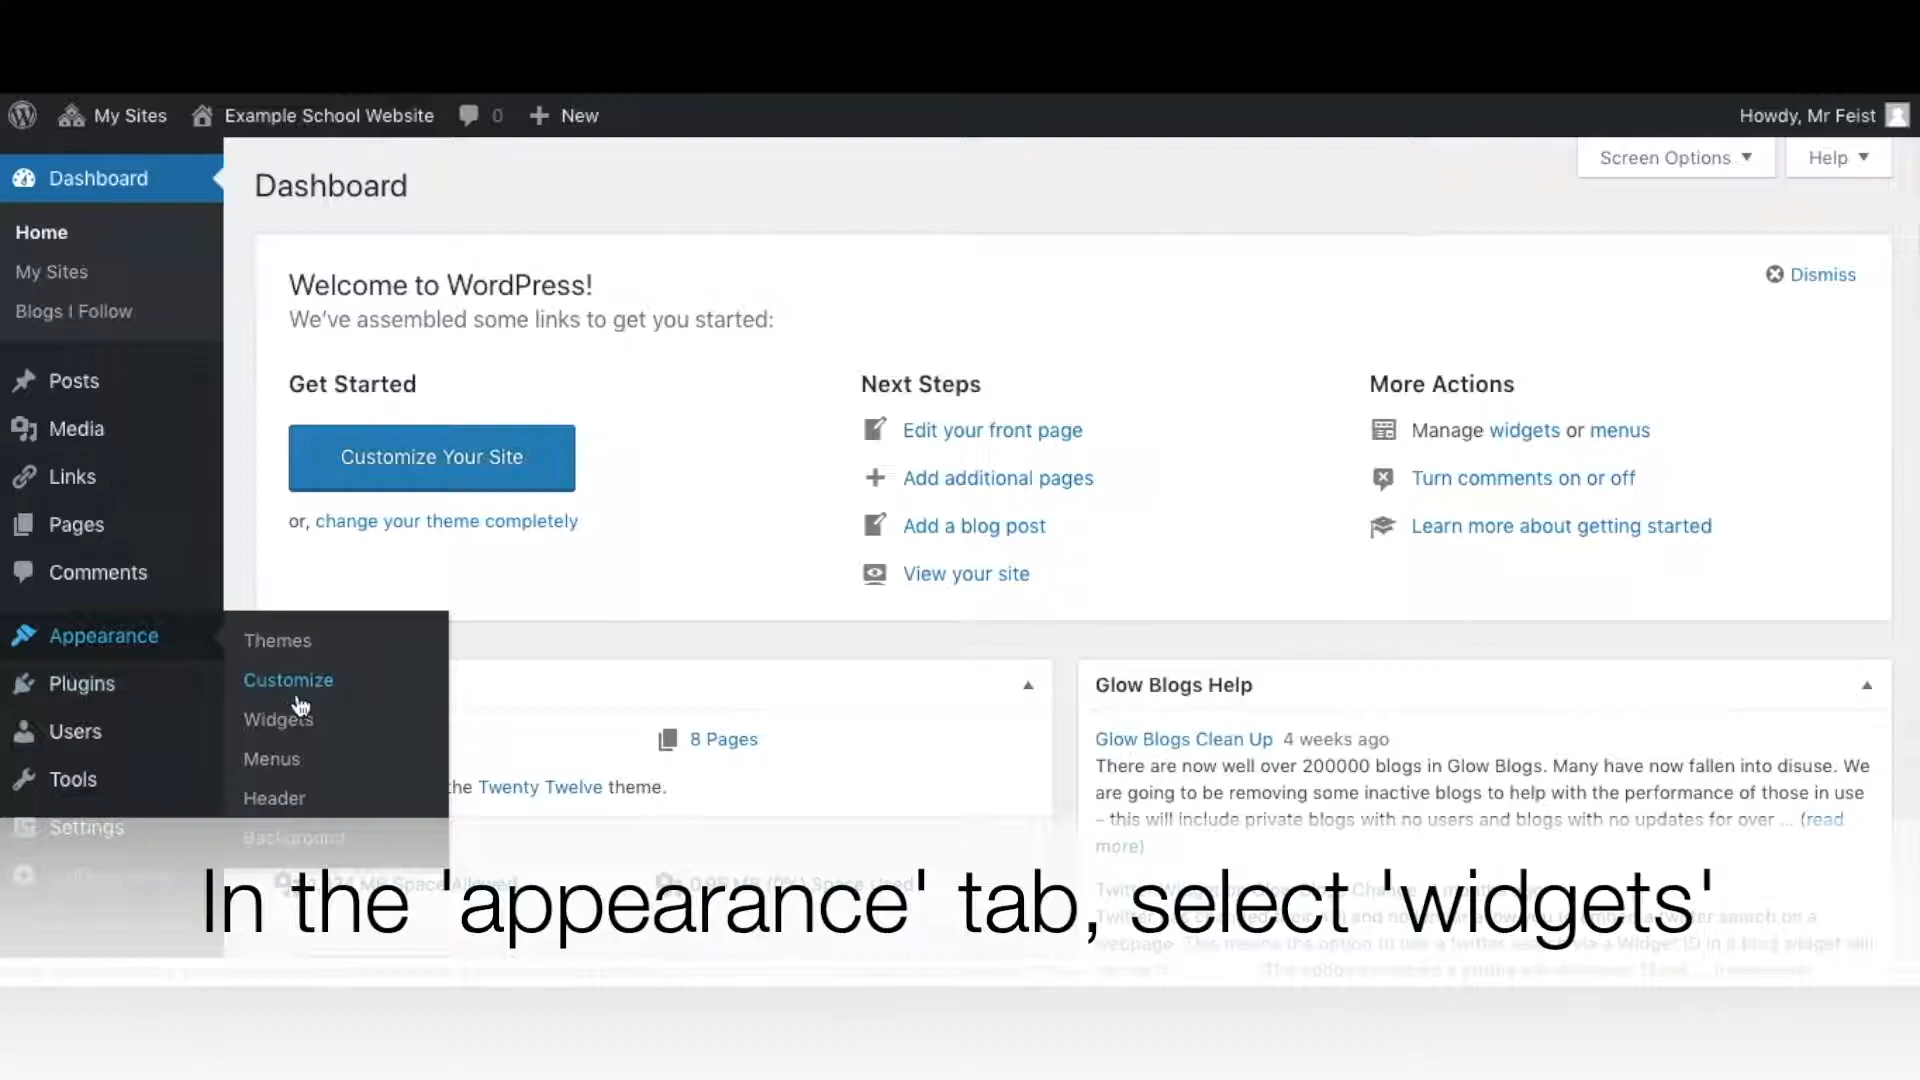 My Sites
Example School Website
0
New
Howdy, Mr Feist
Screen Options
Help
Dashboard
Home
My Sites
Blogs I Follow
Posts
Media
Links
Pages
Comments
Appearance
Plugins
Users
Tools
Settings
Themes
Customize
Widgets
Menus
Header
Background
Dashboard
Welcome to WordPress!
We've assembled some links to get you started:
Dismiss
Get Started
Customize Your Site
or, change your theme completely
Next Steps
Edit your front page
Add additional pages
Add a blog post
View your site
More Actions
Manage widgets or menus
Turn comments on or off
Learn more about getting started
8 Pages
the Twenty Twelve theme.
Glow Blogs Help
Glow Blogs Clean Up 4 weeks ago
There are now well over 200000 blogs in Glow Blogs. Many have now fallen into disuse. We
are going to be removing some inactive blogs to help with the performance of those in use
– this will include private blogs with no users and blogs with no updates for over ... (read
more)
In the 'appearance' tab, select 'widgets'